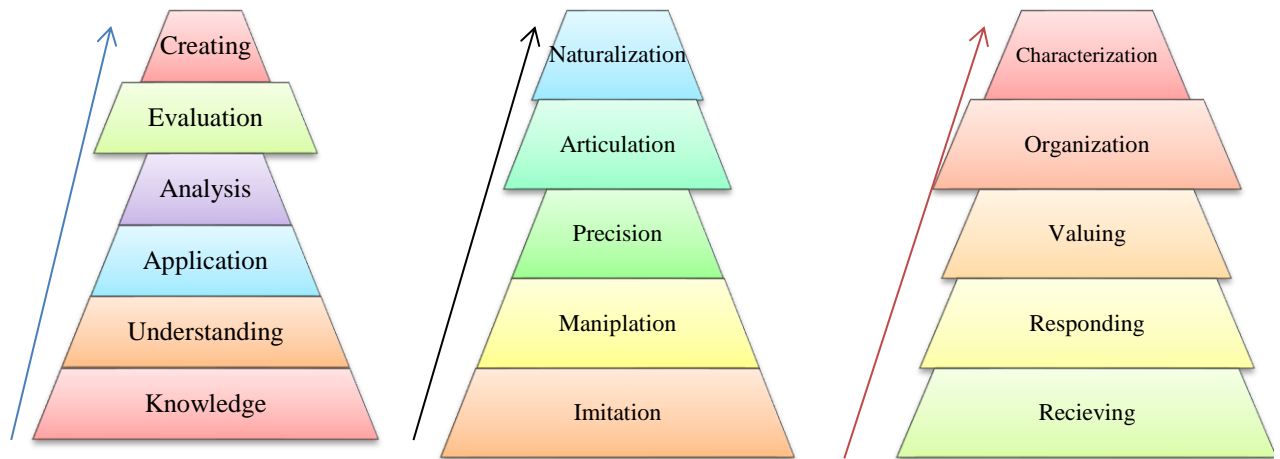 Creating
Evaluation
Analysis
Application
Understanding
Knowledge
Naturalization
Articulation
Precision
Maniplation
Imitation
Characterization
Organization
Valuing
Responding
Recieving